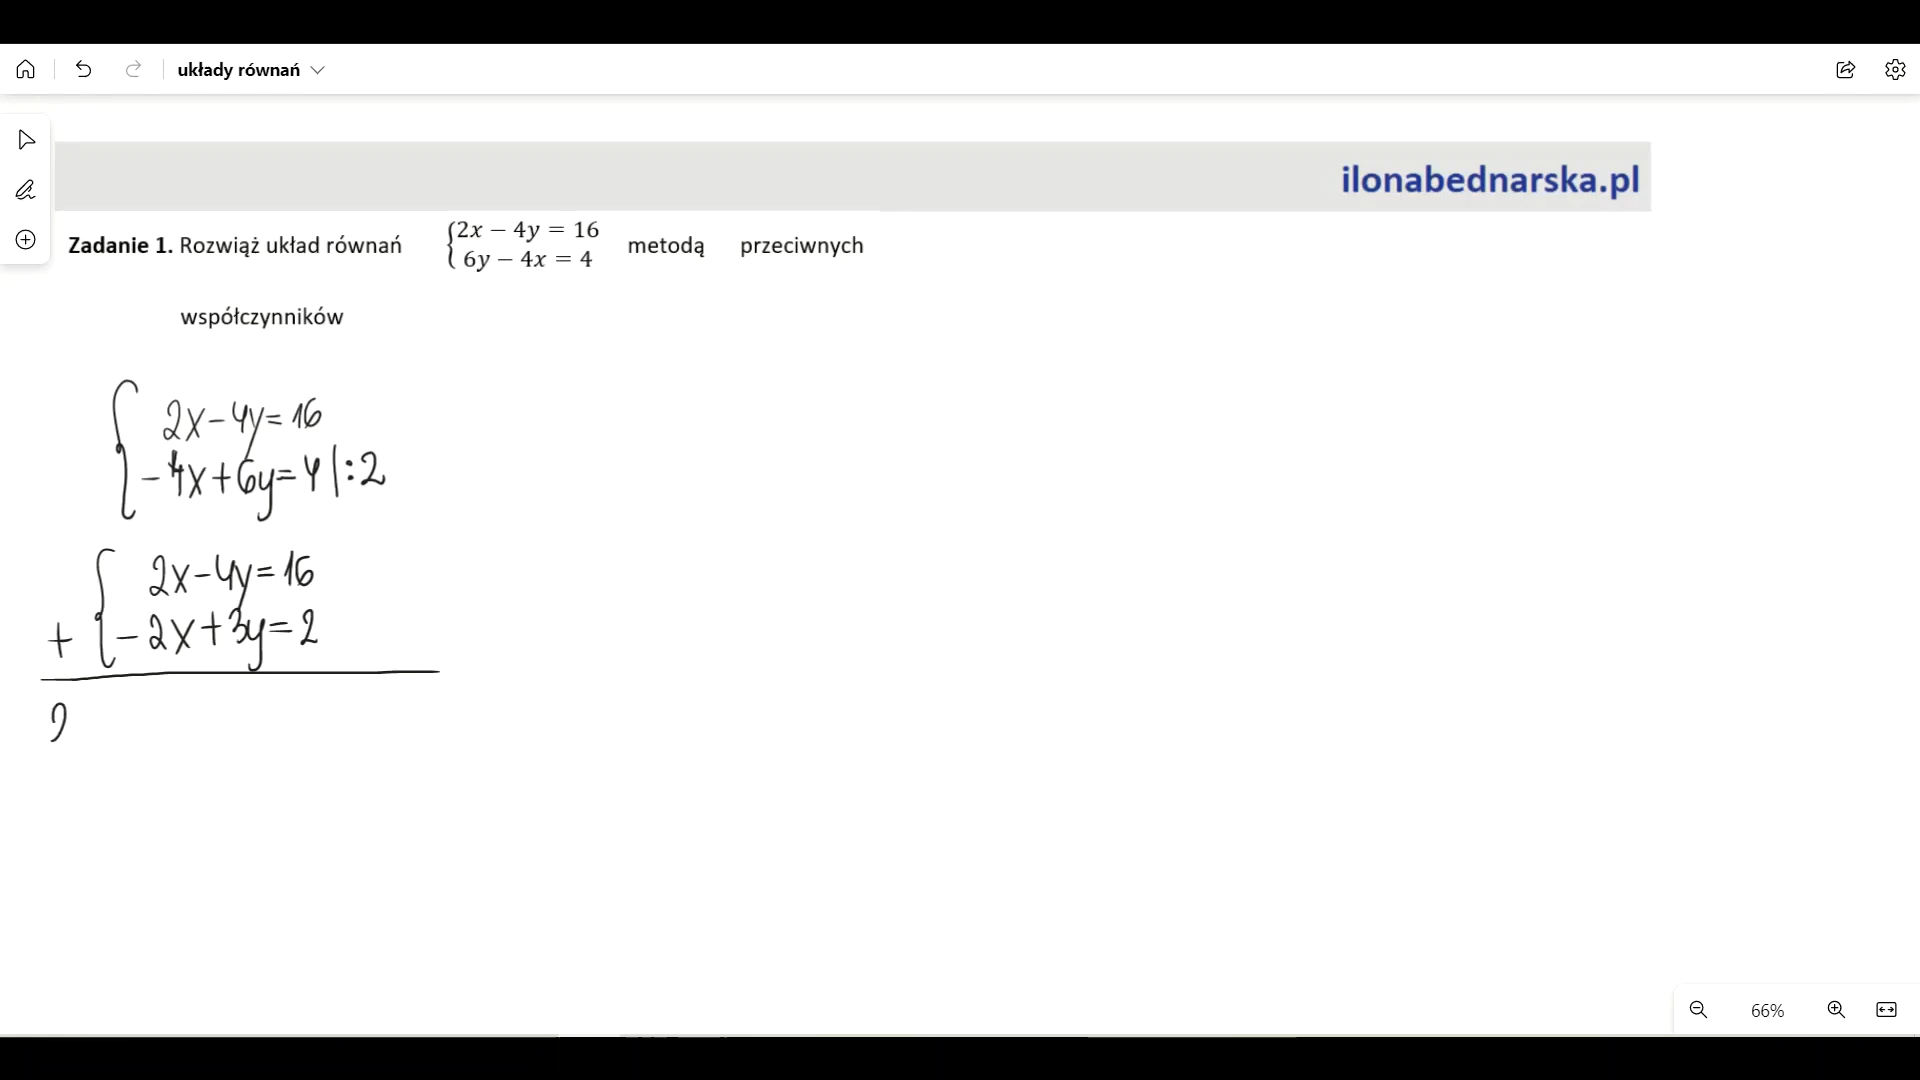 układy równań
ilonabednarska.pl
Zadanie 1. Rozwiąż układ równań {2x − 4y = 16 metodą przeciwnych
6y − 4x = 4
współczynników
2x-4y=16
-4x+6y=4|:2
2x-4y=16
+ -2x+3y=2
66%